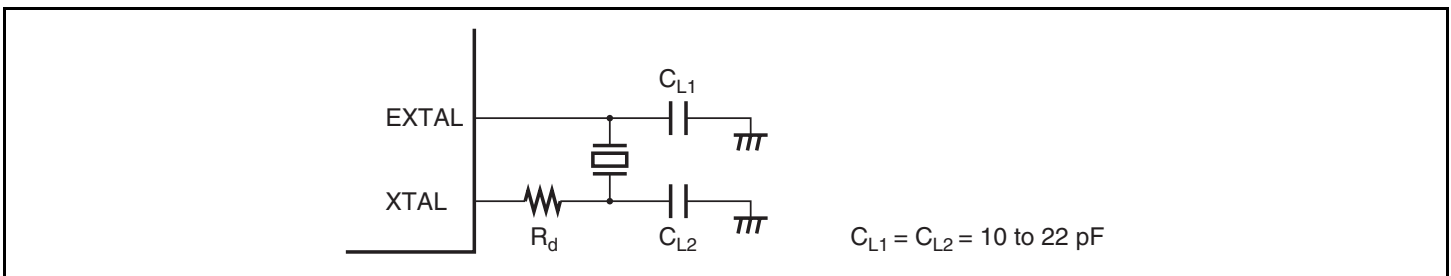 C_L1
EXTAL
XTAL
R_d
C_L2
C_L1 = C_L2 = 10 to 22 pF